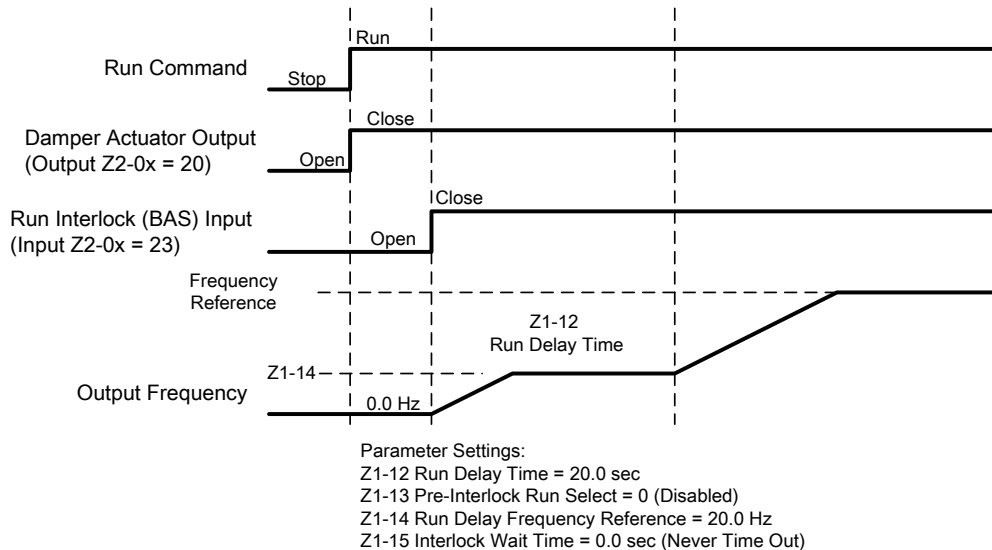 Run
Run Command
Stop
Close
Damper Actuator Output
(Output Z2-0x = 20)
Open
Close
Run Interlock (BAS) Input
(Input Z2-0x = 23)
Open
Frequency
Reference
Z1-12
Run Delay Time
Z1-14
Output Frequency
0.0 Hz
Parameter Settings:
Z1-12 Run Delay Time = 20.0 sec
Z1-13 Pre-Interlock Run Select = 0 (Disabled)
Z1-14 Run Delay Frequency Reference = 20.0 Hz
Z1-15 Interlock Wait Time = 0.0 sec (Never Time Out)